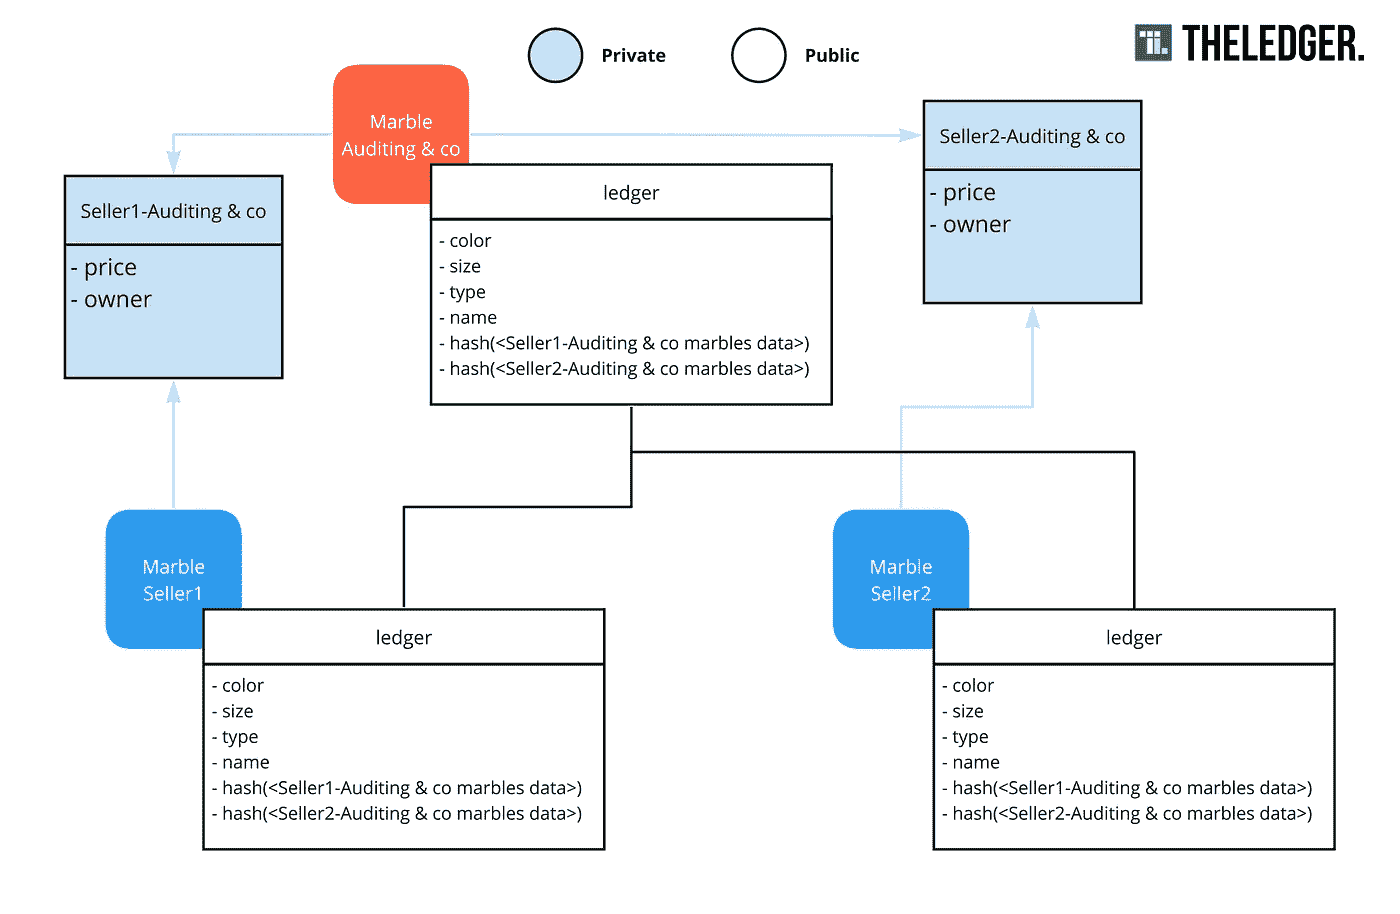 Private
Public
THELEDGER.
Marble
Auditing & co
Seller2-Auditing & co
- price
- owner
Seller1-Auditing & co
- price
- owner
ledger
- color
- size
- type
- name
- hash(<Seller1-Auditing & co marbles data>)
- hash(<Seller2-Auditing & co marbles data>)
Marble
Seller1
ledger
- color
- size
- type
- name
- hash(<Seller1-Auditing & co marbles data>)
- hash(<Seller2-Auditing & co marbles data>)
Marble
Seller2
ledger
- color
- size
- type
- name
- hash(<Seller1-Auditing & co marbles data>)
- hash(<Seller2-Auditing & co marbles data>)